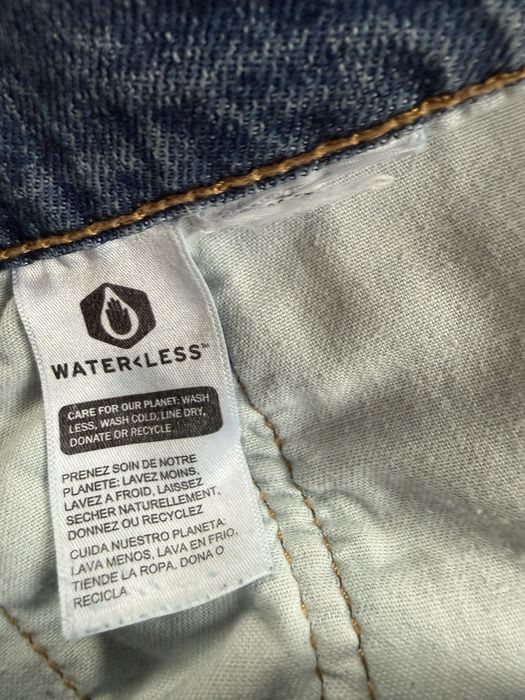 WATER<LESS™
CARE FOR OUR PLANET: WASH
LESS, WASH COLD, LINE DRY,
DONATE OR RECYCLE
PRENEZ SOIN DE NOTRE
PLANETE: LAVEZ MOINS,
LAVEZ A FROID, LAISSEZ
SECHER NATURELLEMENT,
DONNEZ OU RECYCLEZ
CUIDA NUESTRO PLANETA:
LAVA MENOS, LAVA EN FRIO,
TIENDE LA ROPA, DONA O
RECICLA